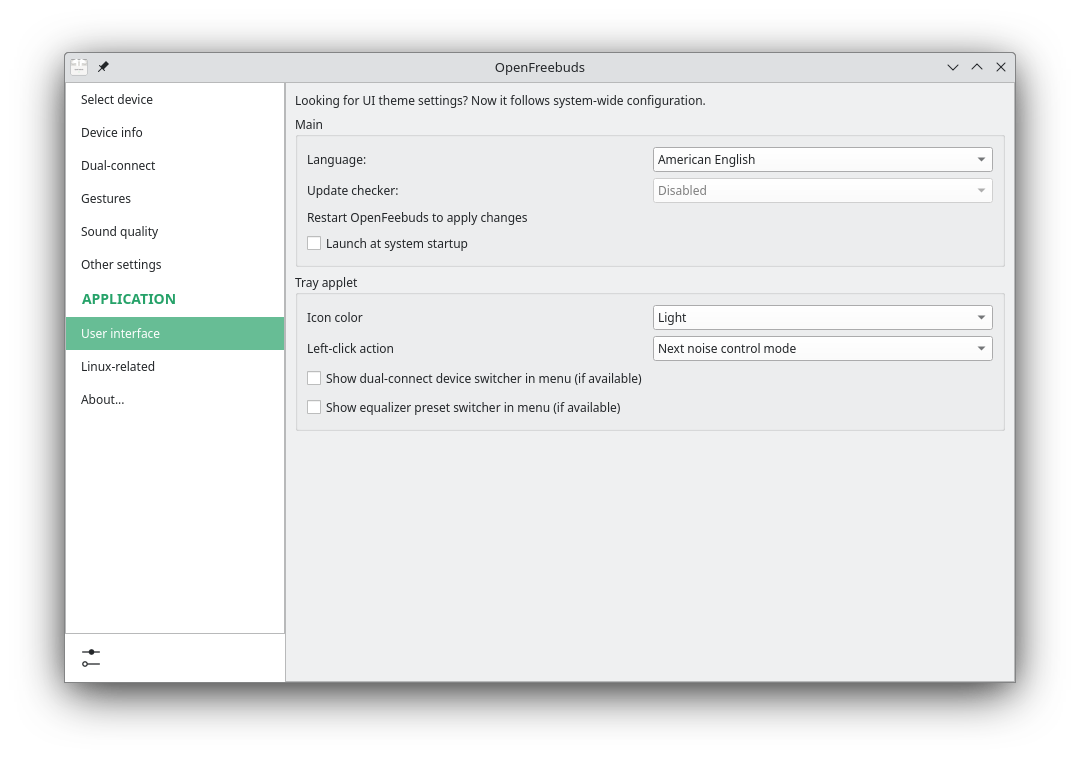 OpenFreebuds
Select device
Device info
Dual-connect
Gestures
Sound quality
Other settings
APPLICATION
User interface
Linux-related
About...
Looking for UI theme settings? Now it follows system-wide configuration.
Main
Language: American English
Update checker: Disabled
Restart OpenFeebuds to apply changes
Launch at system startup
Tray applet
Icon color Light
Left-click action Next noise control mode
Show dual-connect device switcher in menu (if available)
Show equalizer preset switcher in menu (if available)